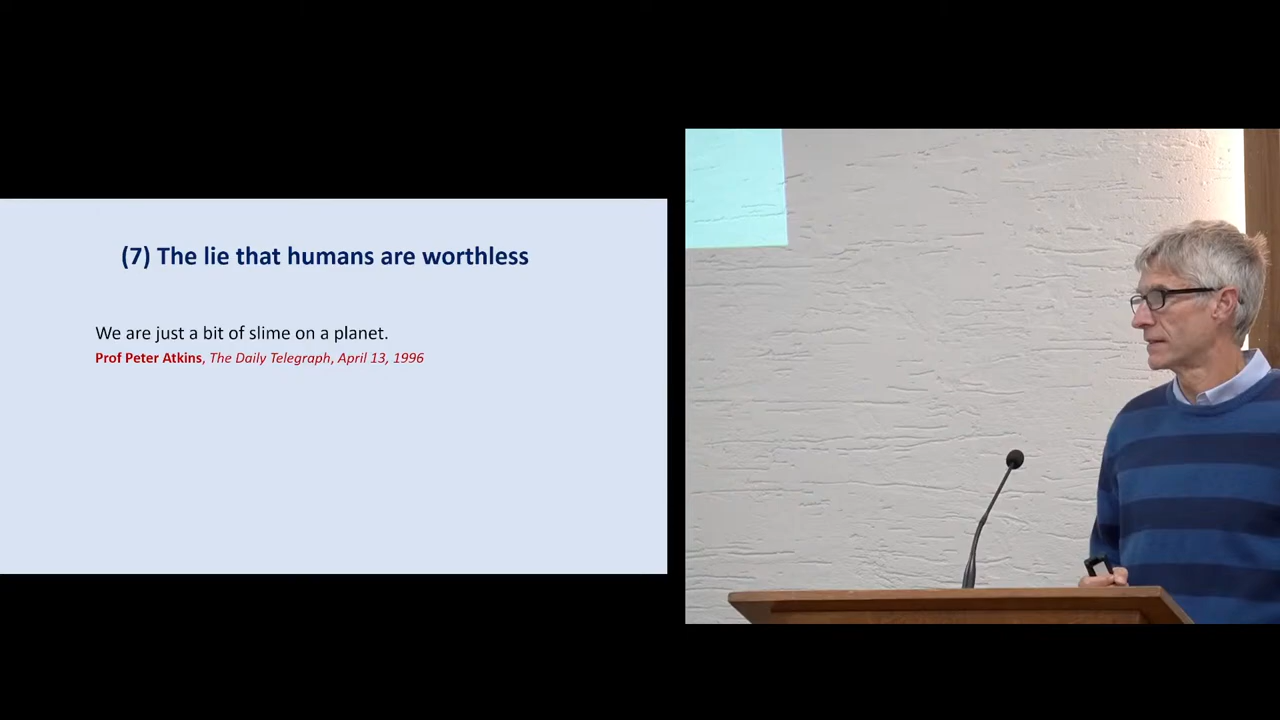 (7) The lie that humans are worthless
We are just a bit of slime on a planet.
Prof Peter Atkins, The Daily Telegraph, April 13, 1996